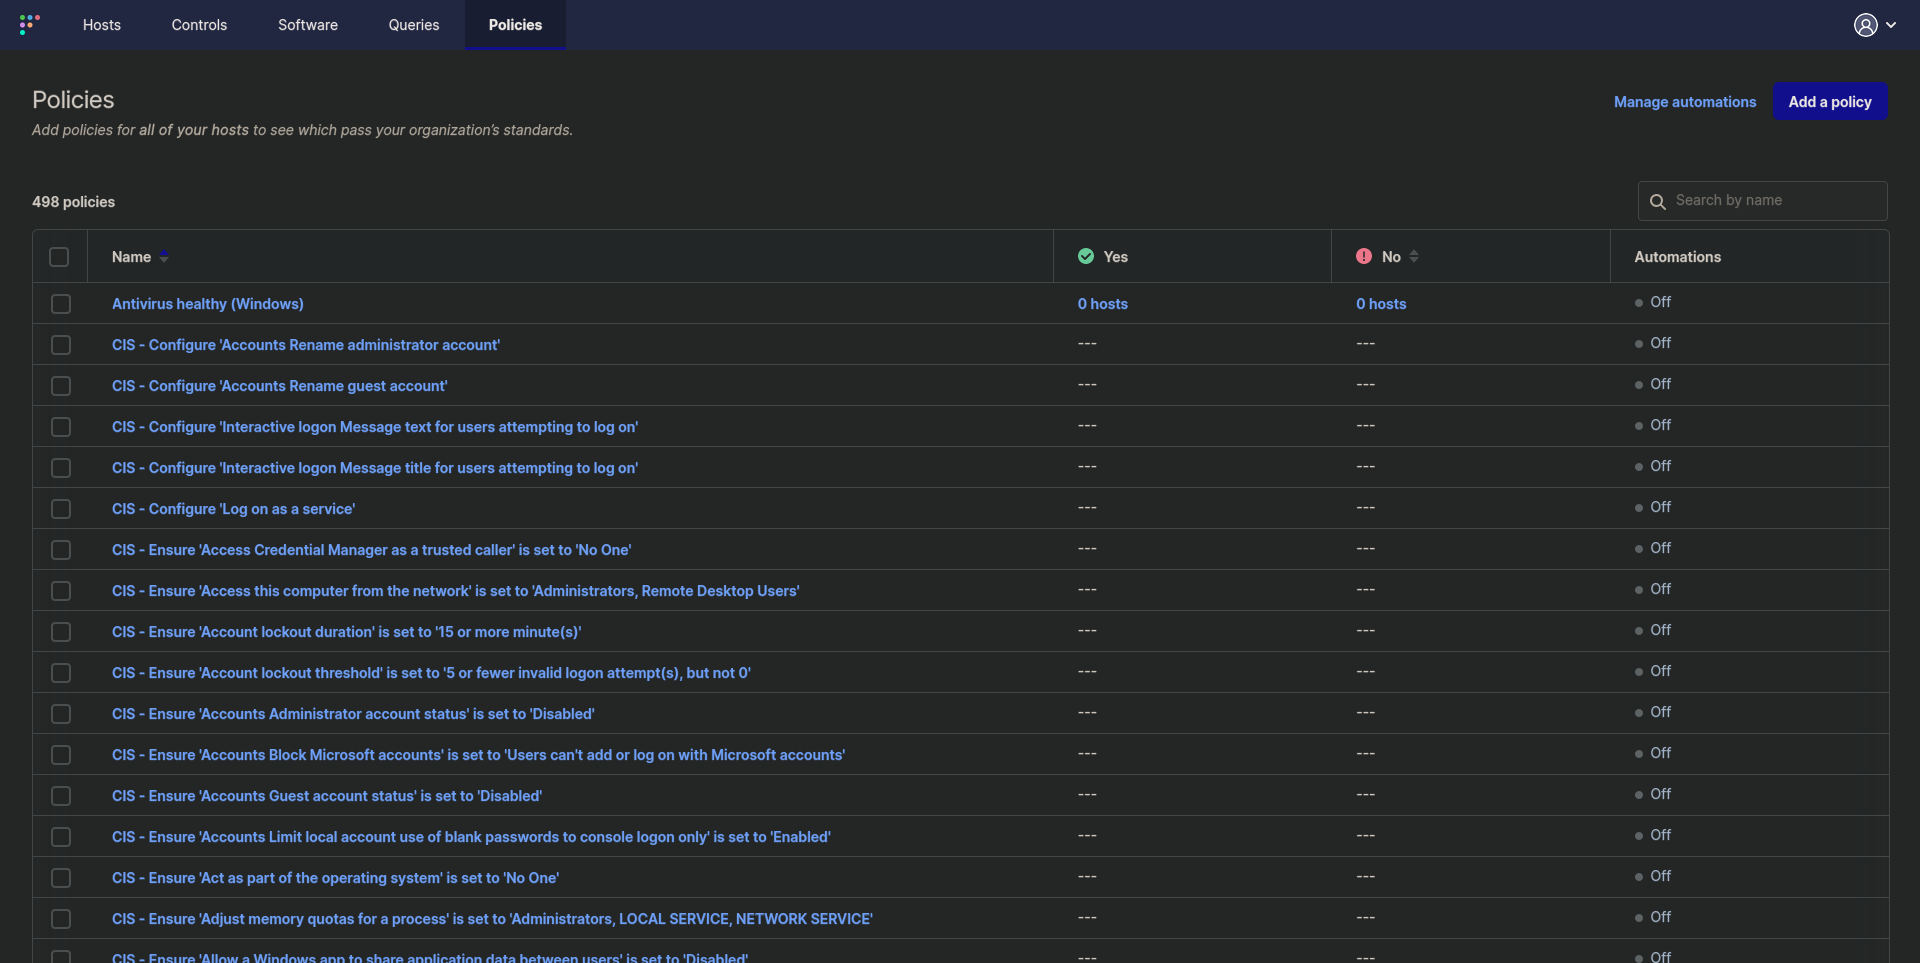 Hosts Controls Software Queries Policies
Policies
Manage automations Add a policy
Add policies for all of your hosts to see which pass your organization's standards.
498 policies
Search by name
Name Yes No Automations
Antivirus healthy (Windows) 0 hosts 0 hosts Off
CIS - Configure 'Accounts Rename administrator account' --- --- Off
CIS - Configure 'Accounts Rename guest account' --- --- Off
CIS - Configure 'Interactive logon Message text for users attempting to log on' --- --- Off
CIS - Configure 'Interactive logon Message title for users attempting to log on' --- --- Off
CIS - Configure 'Log on as a service' --- --- Off
CIS - Ensure 'Access Credential Manager as a trusted caller' is set to 'No One' --- --- Off
CIS - Ensure 'Access this computer from the network' is set to 'Administrators, Remote Desktop Users' --- --- Off
CIS - Ensure 'Account lockout duration' is set to '15 or more minute(s)' --- --- Off
CIS - Ensure 'Account lockout threshold' is set to '5 or fewer invalid logon attempt(s), but not 0' --- --- Off
CIS - Ensure 'Accounts Administrator account status' is set to 'Disabled' --- --- Off
CIS - Ensure 'Accounts Block Microsoft accounts' is set to 'Users can't add or log on with Microsoft accounts' --- --- Off
CIS - Ensure 'Accounts Guest account status' is set to 'Disabled' --- --- Off
CIS - Ensure 'Accounts Limit local account use of blank passwords to console logon only' is set to 'Enabled' --- --- Off
CIS - Ensure 'Act as part of the operating system' is set to 'No One' --- --- Off
CIS - Ensure 'Adjust memory quotas for a process' is set to 'Administrators, LOCAL SERVICE, NETWORK SERVICE' --- --- Off
CIS - Ensure 'Allow a Windows app to share application data between users' is set to 'Disabled' --- --- Off